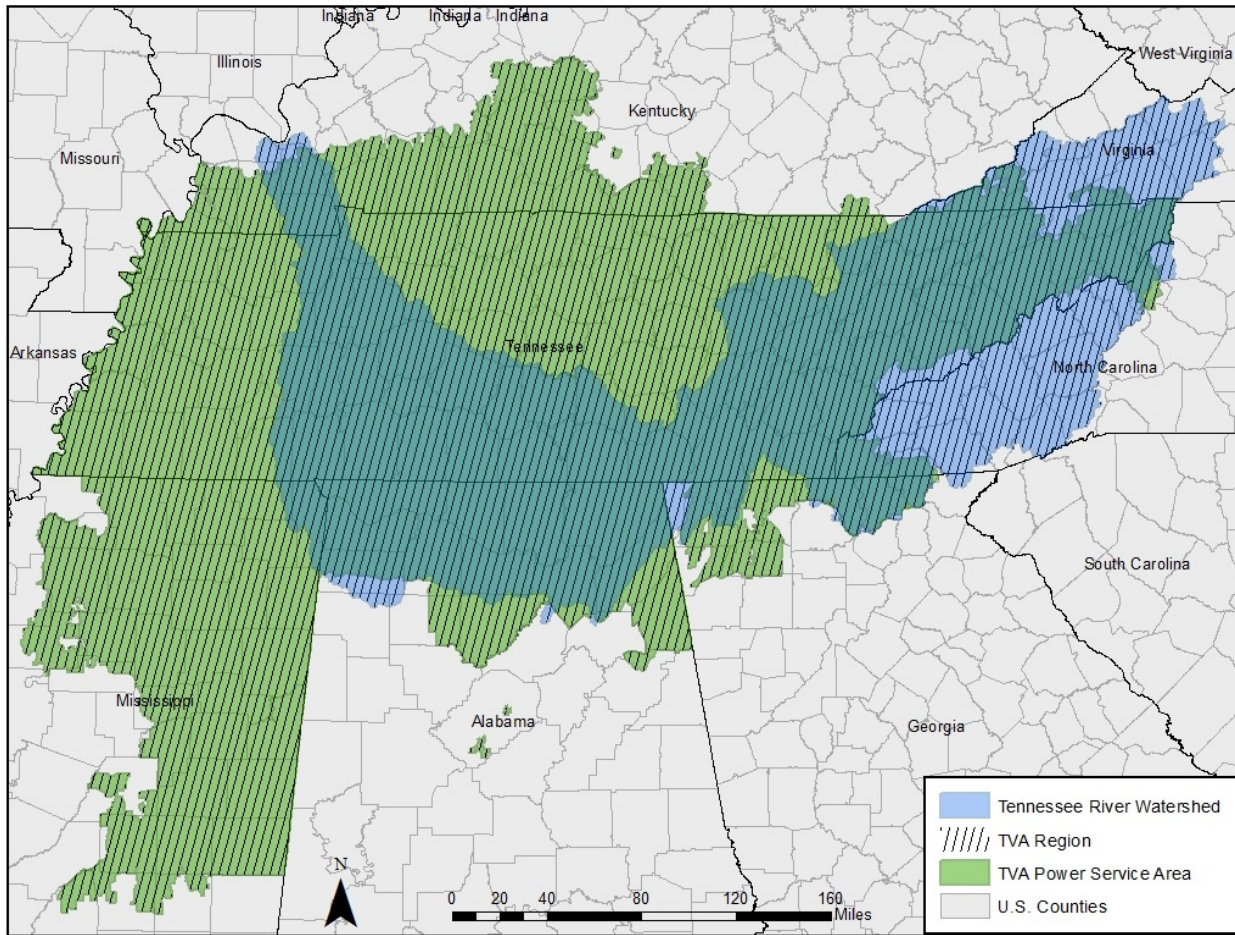 Indiana
Indiana
Indiana
Illinois
West Virginia
Kentucky
Missouri
Virginia
Arkansas
Tennessee
North Carolina
South Carolina
Mississippi
Alabama
Georgia
N
0 20 40 80 120 160
Miles
Tennessee River Watershed
TVA Region
TVA Power Service Area
U.S. Counties